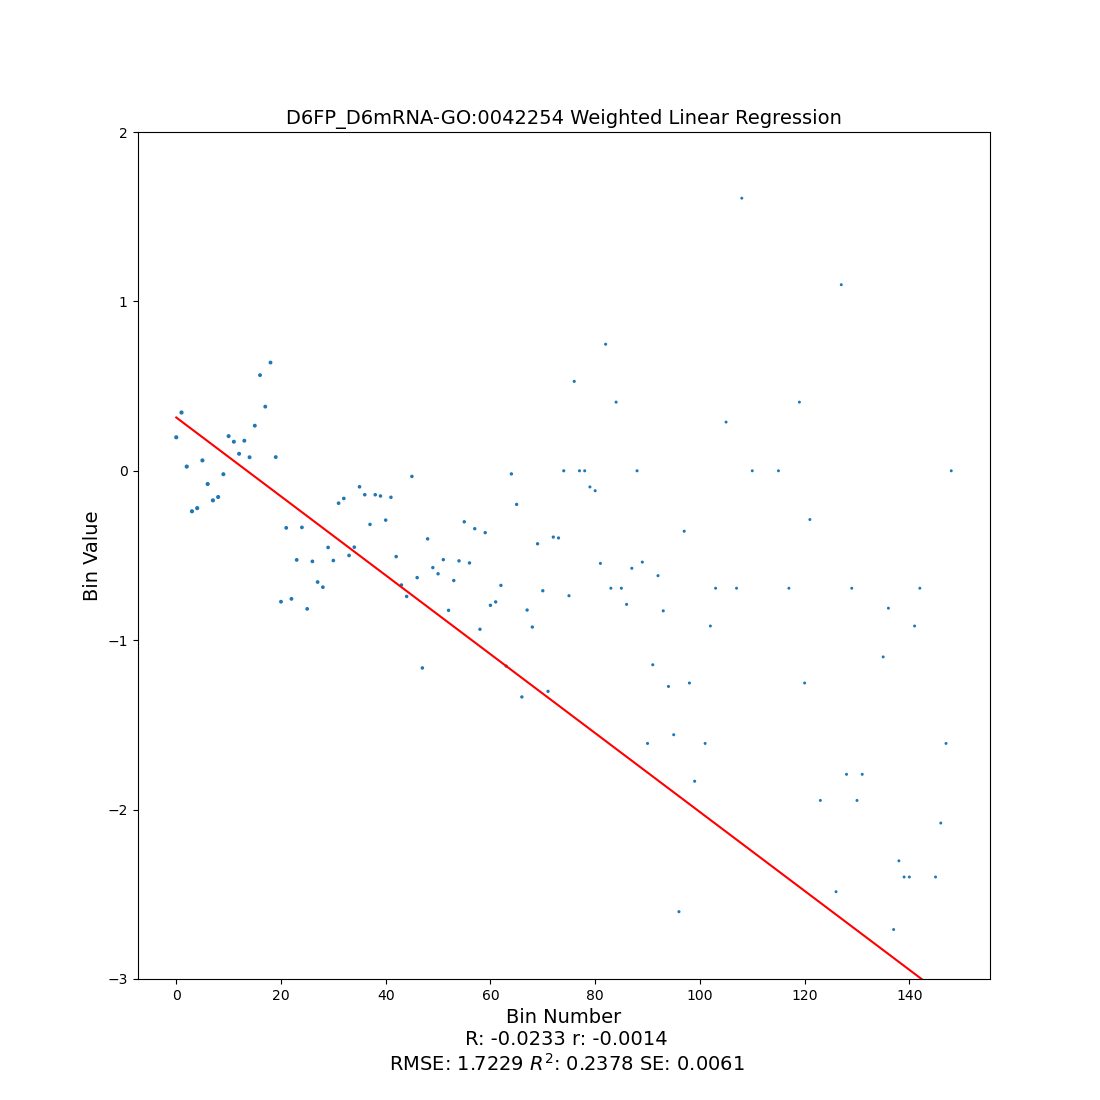 D6FP_D6mRNA-GO:0042254 Weighted Linear Regression
2
1
0
−1
−2
−3
Bin Value
0 20 40 60 80 100 120 140
Bin Number
R: -0.0233 r: -0.0014
RMSE: 1.7229 R²: 0.2378 SE: 0.0061